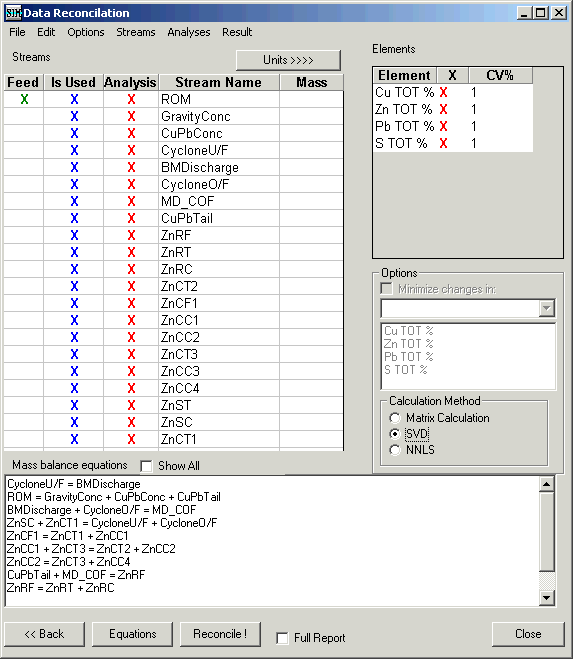 Data Reconcilation
File Edit Options Streams Analyses Result
Streams
Units >>>>
Feed Is Used Analysis Stream Name Mass
X X X ROM
X X GravityConc
X X CuPbConc
X X CycloneU/F
X X BMDischarge
X X CycloneO/F
X X MD_COF
X X CuPbTail
X X ZnRF
X X ZnRT
X X ZnRC
X X ZnCT2
X X ZnCF1
X X ZnCC1
X X ZnCC2
X X ZnCT3
X X ZnCC3
X X ZnCC4
X X ZnST
X X ZnSC
X X ZnCT1
Elements
Element X CV%
Cu TOT % X 1
Zn TOT % X 1
Pb TOT % X 1
S TOT % X 1
Options
Minimize changes in:
Cu TOT %
Zn TOT %
Pb TOT %
S TOT %
Calculation Method
Matrix Calculation
SVD
NNLS
Mass balance equations Show All
CycloneU/F = BMDischarge
ROM = GravityConc + CuPbConc + CuPbTail
BMDischarge + CycloneO/F = MD_COF
ZnSC + ZnCT1 = CycloneU/F + CycloneO/F
ZnCF1 = ZnCT1 + ZnCC1
ZnCC1 + ZnCT3 = ZnCT2 + ZnCC2
ZnCC2 = ZnCT3 + ZnCC4
CuPbTail + MD_COF = ZnRF
ZnRF = ZnRT + ZnRC
<< Back Equations Reconcile ! Full Report Close